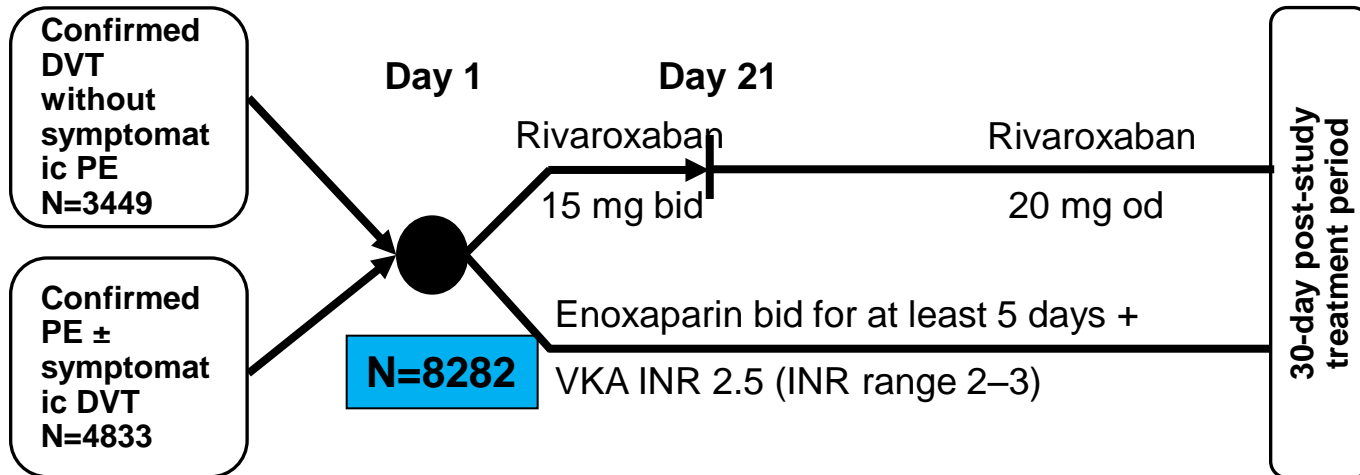 Confirmed
DVT
without
symptomat
ic PE
N=3449
Confirmed
PE ±
symptomat
ic DVT
N=4833
Day 1
Day 21
N=8282
Rivaroxaban
15 mg bid
Rivaroxaban
20 mg od
Enoxaparin bid for at least 5 days +
VKA INR 2.5 (INR range 2–3)
30-day post-study
treatment period